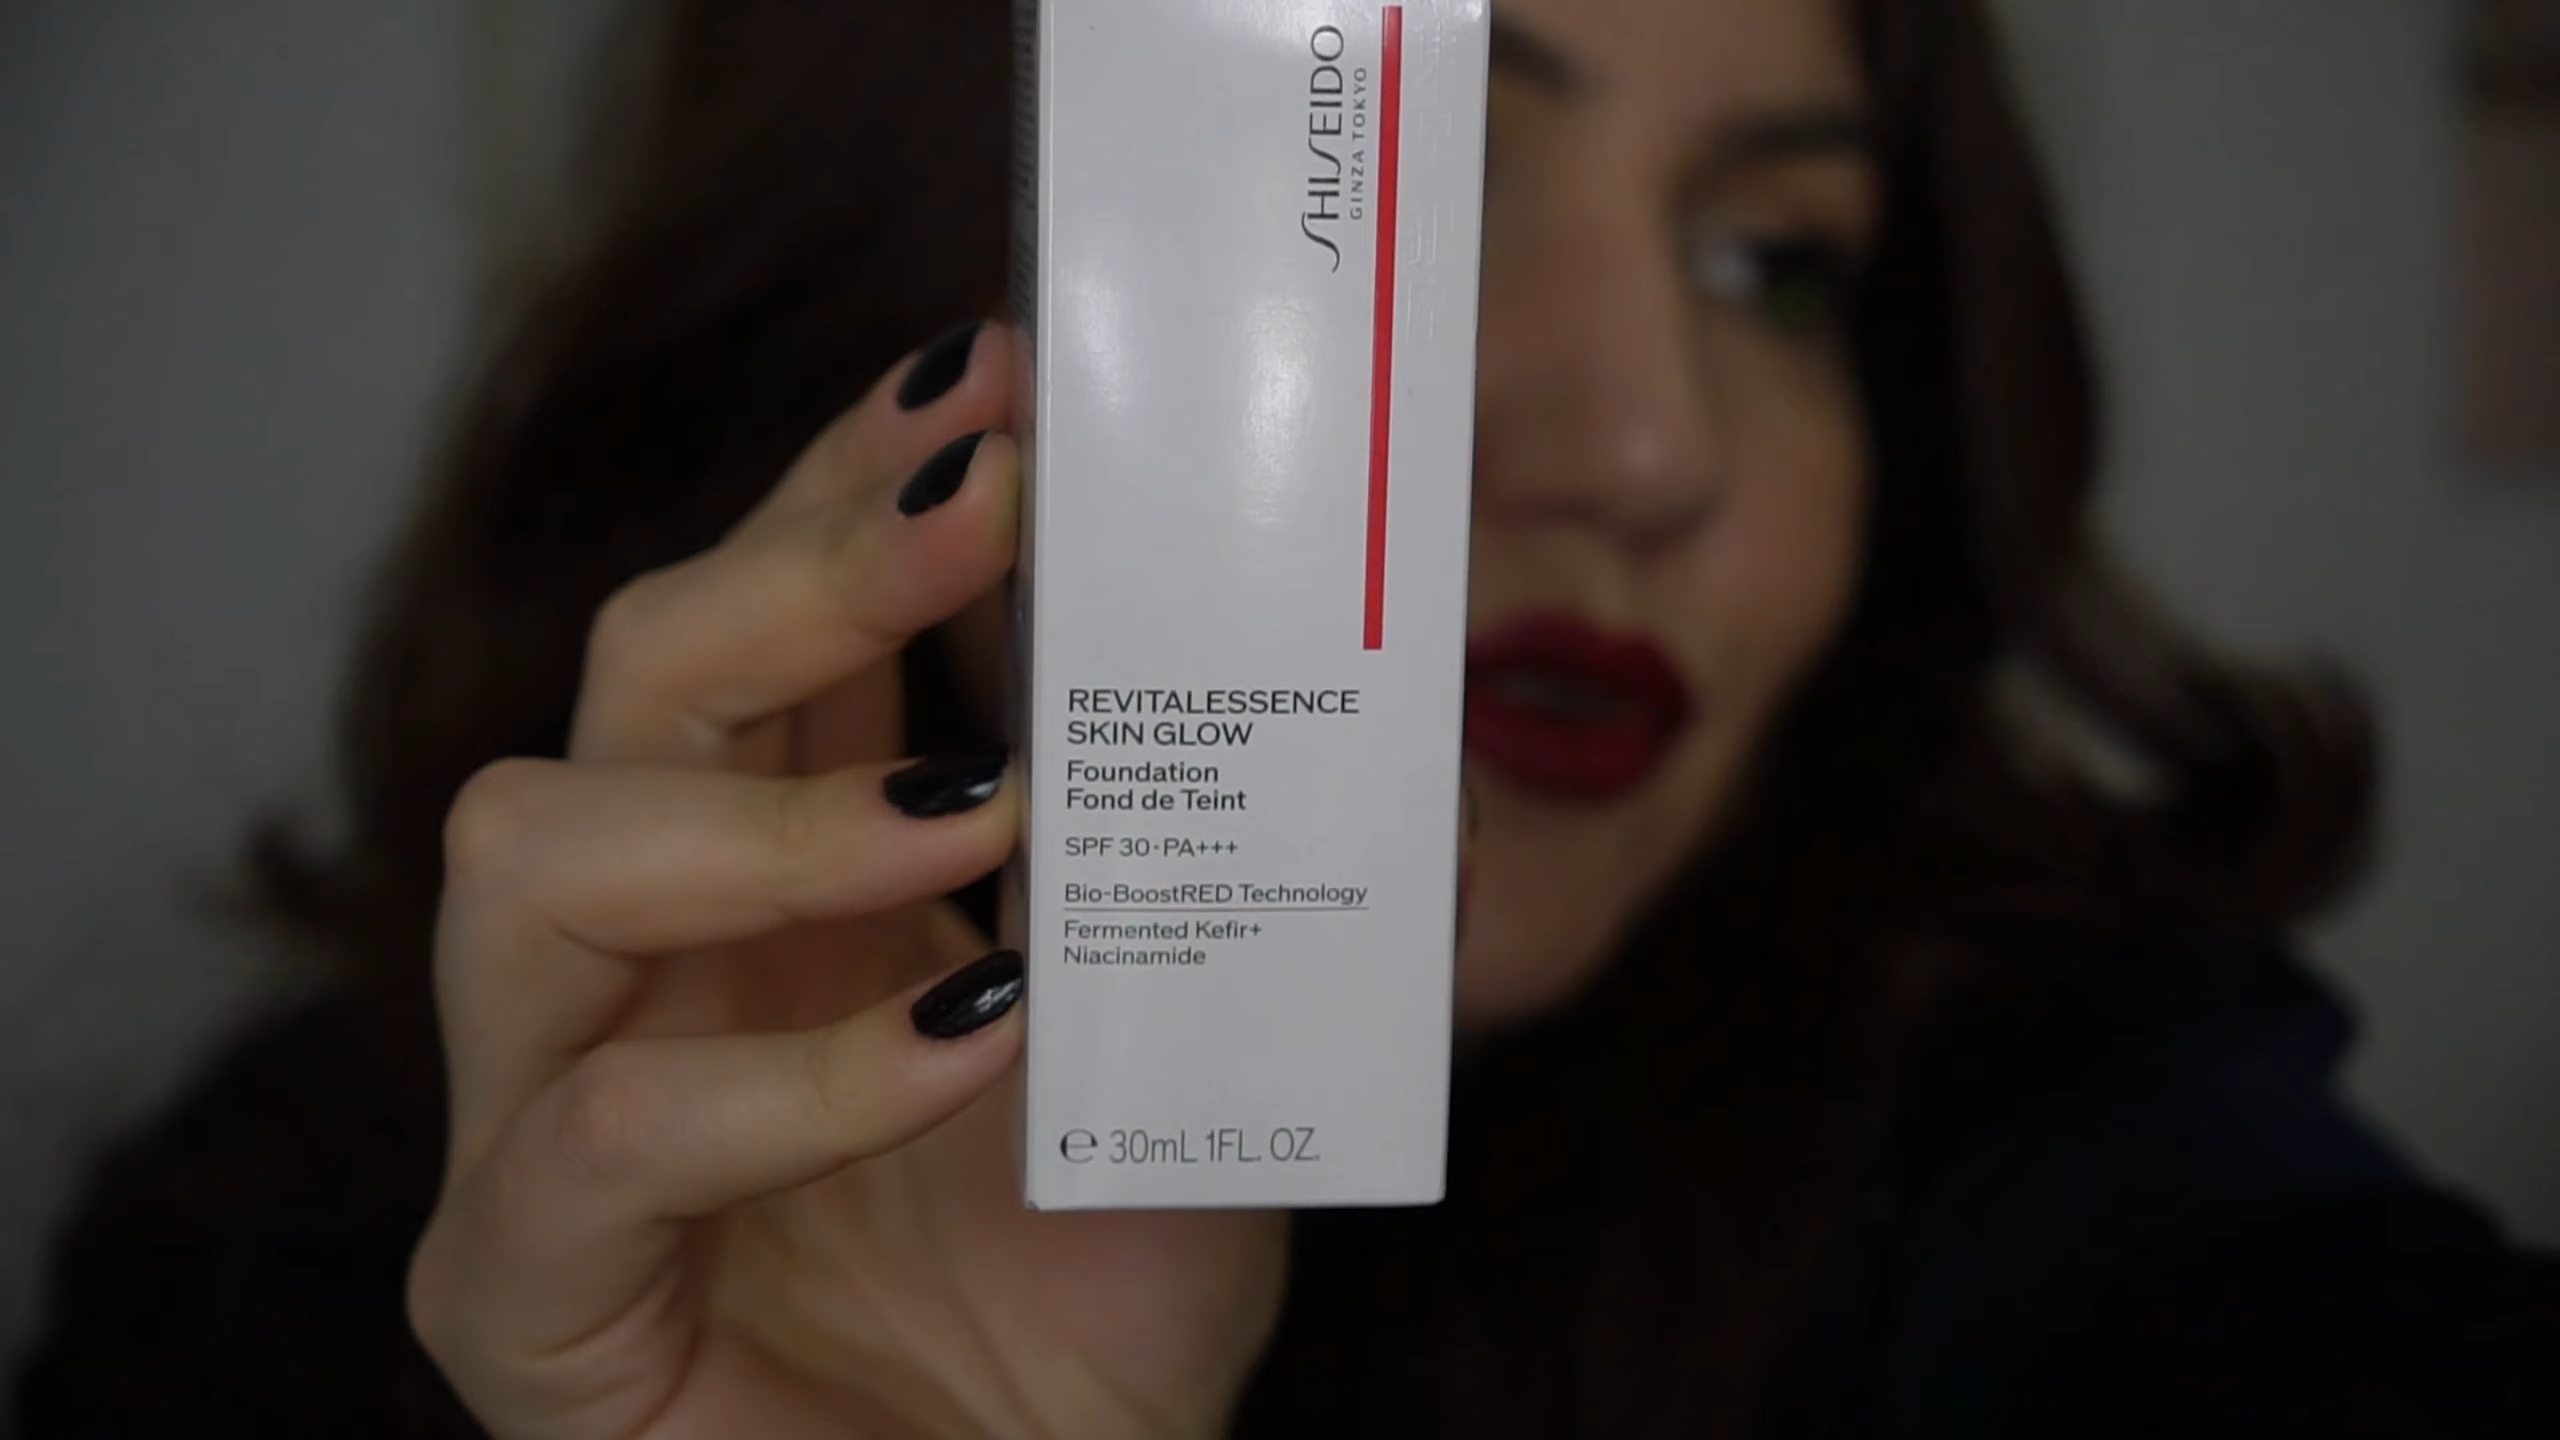 SHISEIDO
GINZA TOKYO
REVITALESSENCE
SKIN GLOW
Foundation
Fond de Teint
SPF 30·PA+++
Bio-BoostRED Technology
Fermented Kefir+
Niacinamide
℮ 30mL 1FL. OZ.